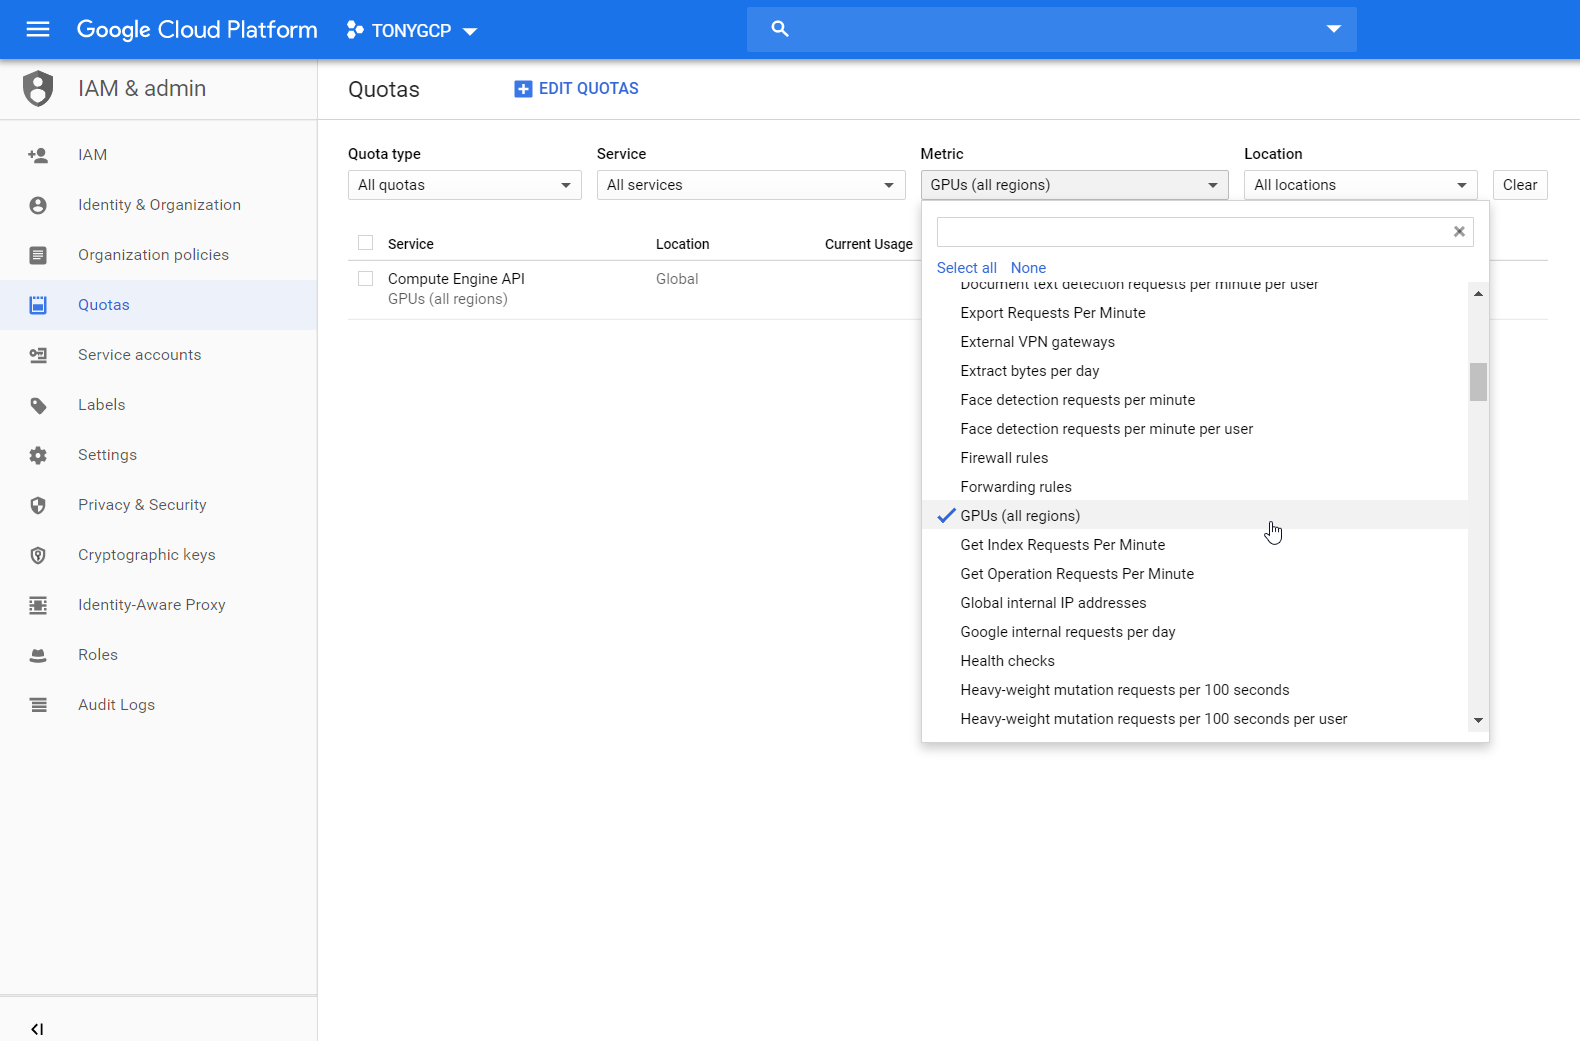 Google Cloud Platform
TONYGCP
IAM & admin
Quotas
EDIT QUOTAS
IAM
Identity & Organization
Organization policies
Quotas
Service accounts
Labels
Settings
Privacy & Security
Cryptographic keys
Identity-Aware Proxy
Roles
Audit Logs
Quota type
Service
Metric
Location
All quotas
All services
GPUs (all regions)
All locations
Clear
Service
Location
Current Usage
Compute Engine API
Global
GPUs (all regions)
Select all
None
Document text detection requests per minute per user
Export Requests Per Minute
External VPN gateways
Extract bytes per day
Face detection requests per minute
Face detection requests per minute per user
Firewall rules
Forwarding rules
GPUs (all regions)
Get Index Requests Per Minute
Get Operation Requests Per Minute
Global internal IP addresses
Google internal requests per day
Health checks
Heavy-weight mutation requests per 100 seconds
Heavy-weight mutation requests per 100 seconds per user